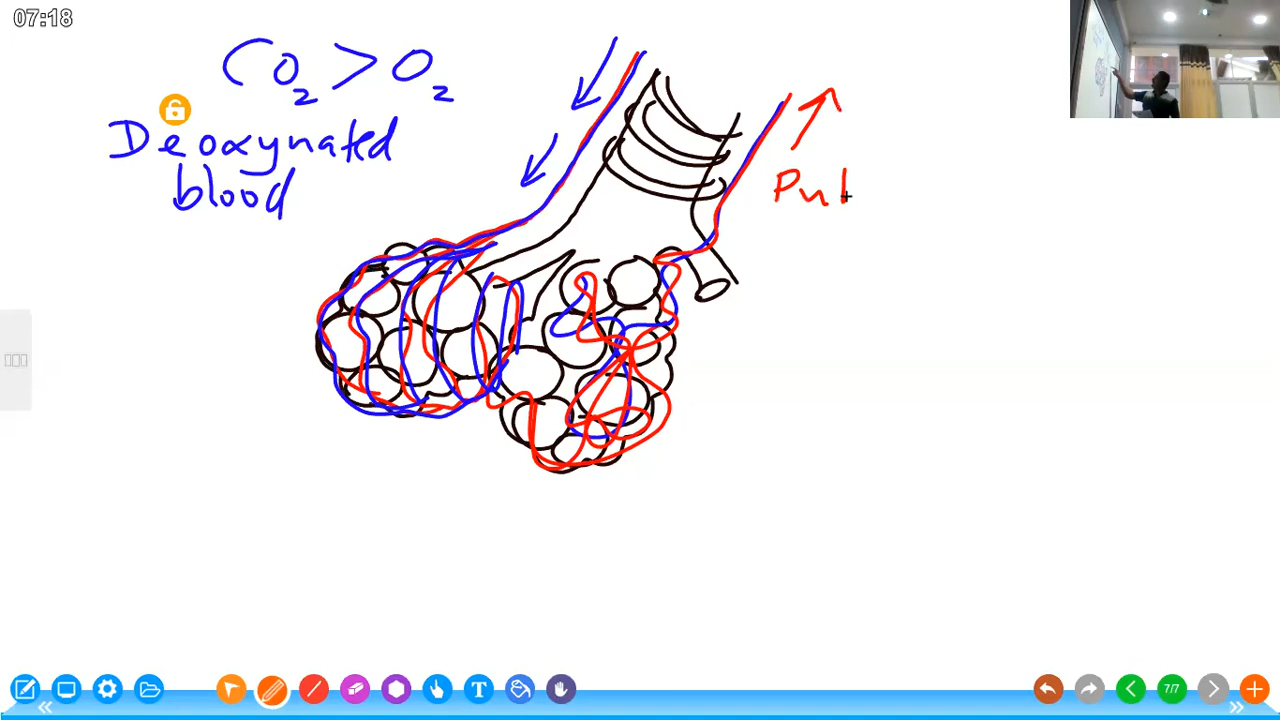 07:18
CO₂ > O₂
Deoxynated
blood
Pul
7/7